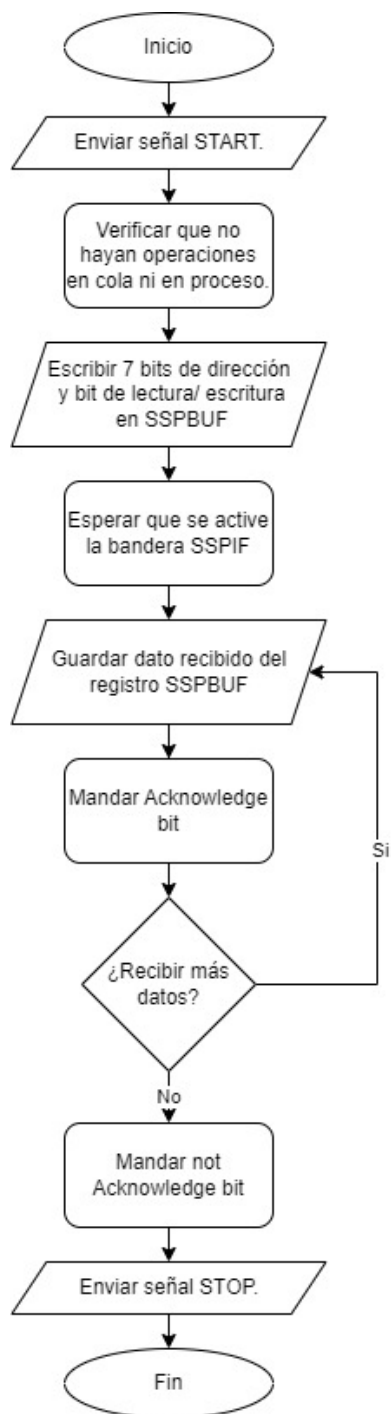 Inicio
Enviar señal START.
Verificar que no
hayan operaciones
en cola ni en proceso.
Escribir 7 bits de dirección
y bit de lectura/ escritura
en SSPBUF
Esperar que se active
la bandera SSPIF
Guardar dato recibido del
registro SSPBUF
Mandar Acknowledge
bit
Si
¿Recibir más
datos?
No
Mandar not
Acknowledge bit
Enviar señal STOP.
Fin